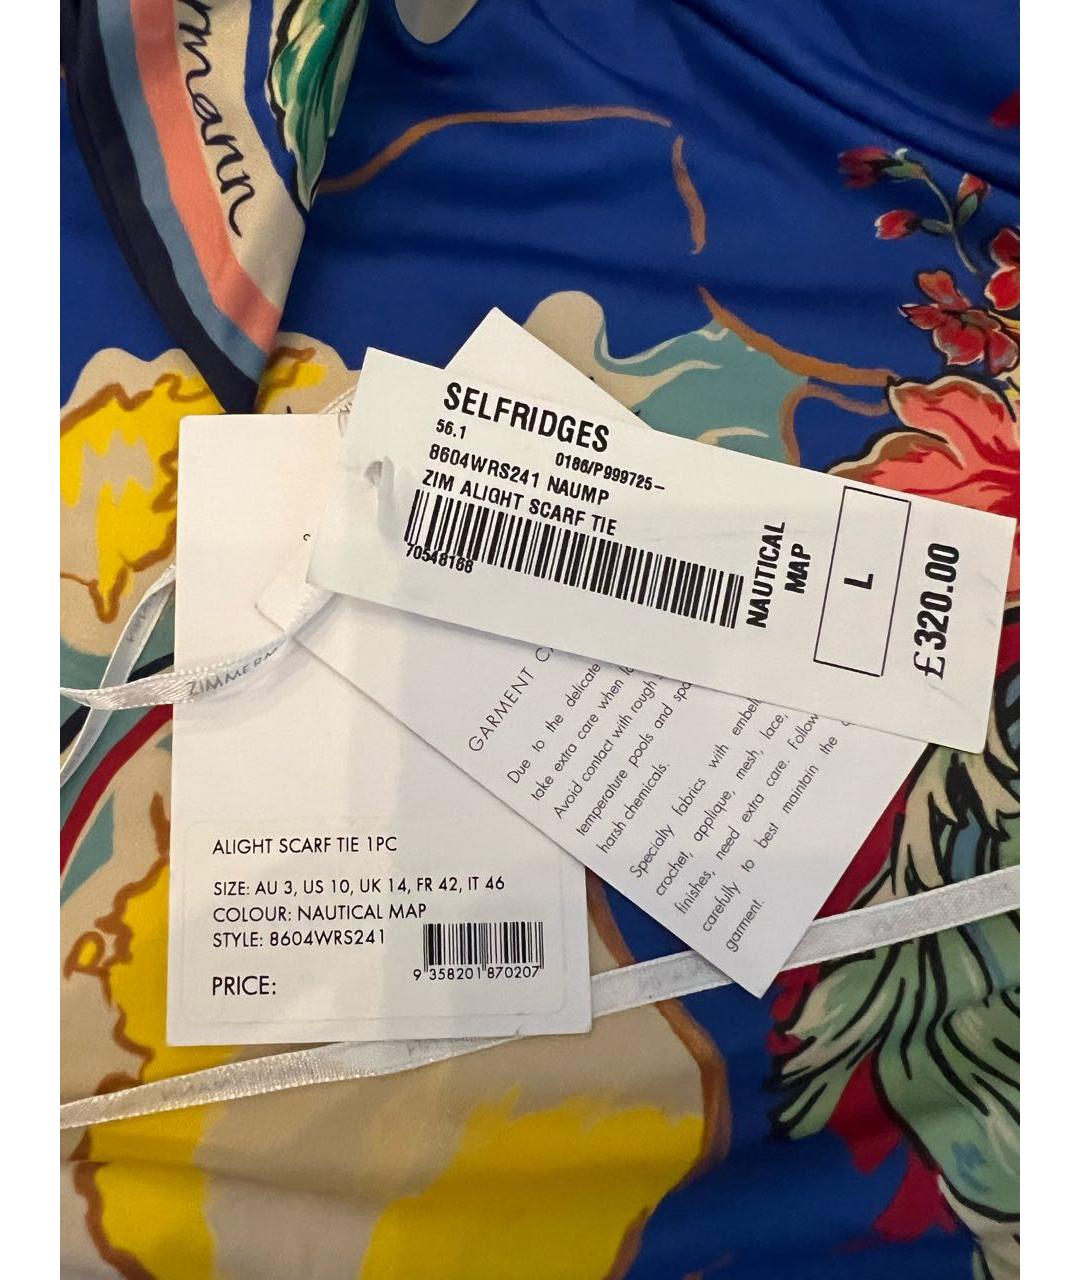 SELFRIDGES
56.1
0186/P999725-
8604WRS241 NAUMP
ZIM ALIGHT SCARF TIE
70548168
NAUTICAL
MAP
L
£320.00
GARMENT
Due to the delicate
take extra care when
Avoid contact with rough
temperature pools and
harsh chemicals.
Specialty fabrics with
crochet, applique, mesh, lace,
finishes, need extra care. Follow
carefully to best maintain the
garment.
ALIGHT SCARF TIE 1PC
SIZE: AU 3, US 10, UK 14, FR 42, IT 46
COLOUR: NAUTICAL MAP
STYLE: 8604WRS241
9 358201 870207
PRICE: